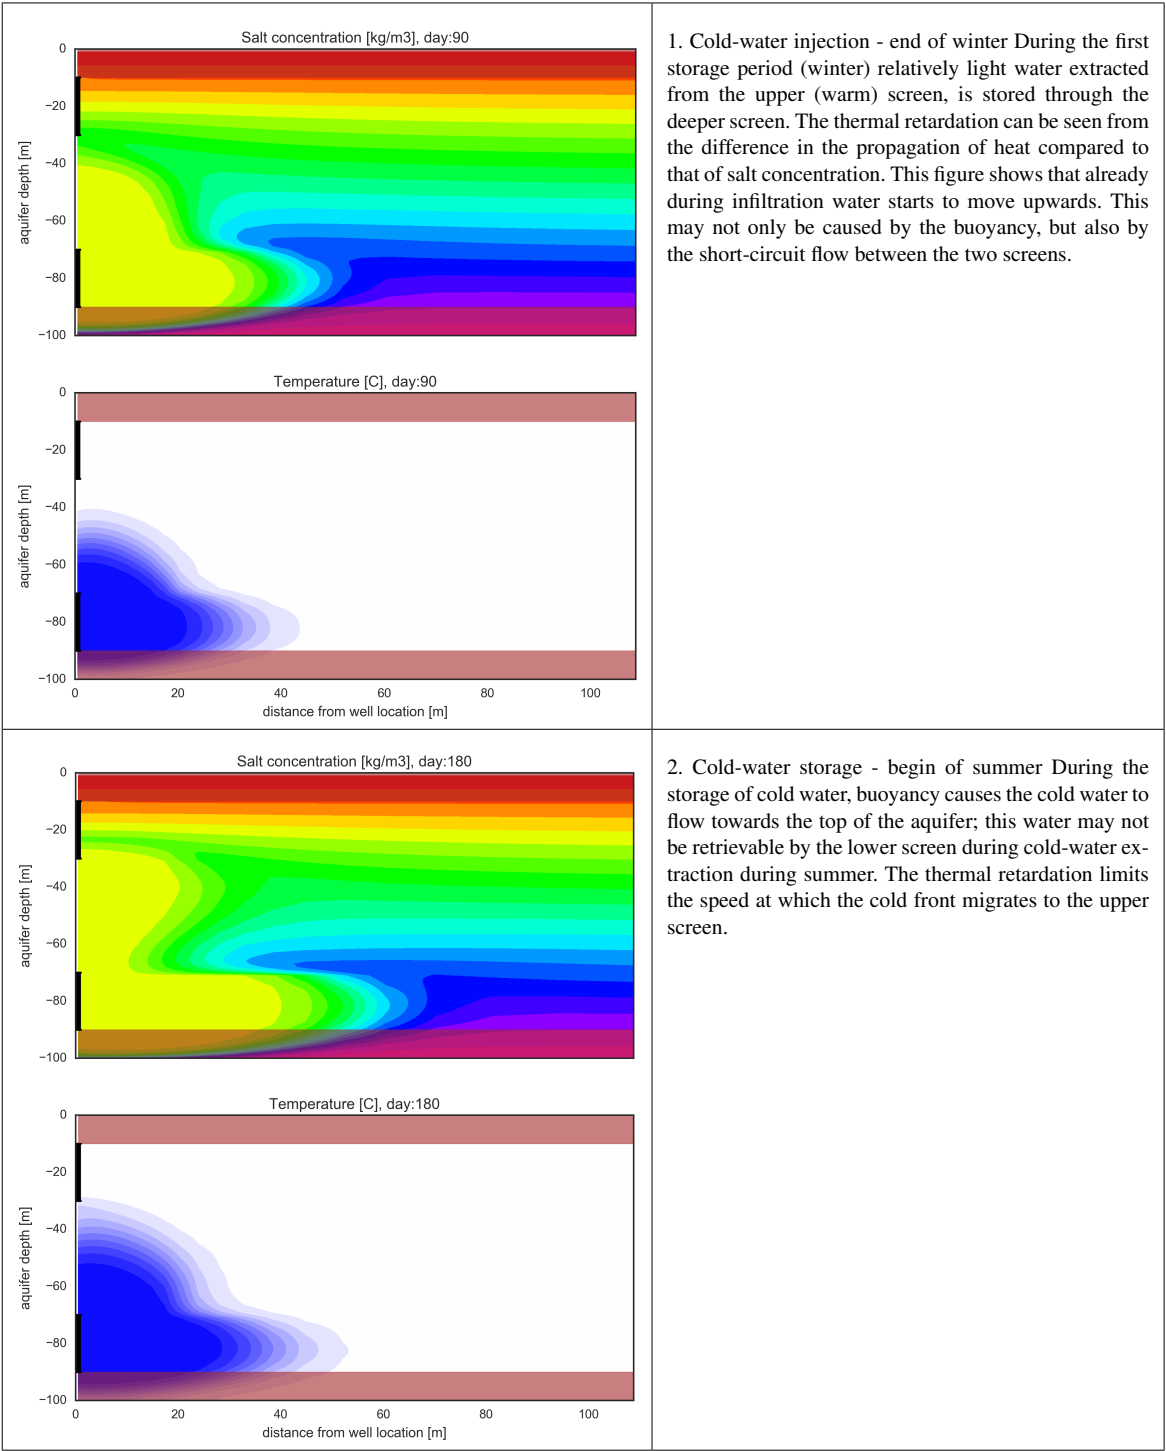 Salt concentration [kg/m3], day:90
0
−20
−40
−60
−80
−100
aquifer depth [m]
Temperature [C], day:90
0
−20
−40
−60
−80
−100
aquifer depth [m]
0 20 40 60 80 100
distance from well location [m]
1. Cold-water injection - end of winter During the first
storage period (winter) relatively light water extracted
from the upper (warm) screen, is stored through the
deeper screen. The thermal retardation can be seen from
the difference in the propagation of heat compared to
that of salt concentration. This figure shows that already
during infiltration water starts to move upwards. This
may not only be caused by the buoyancy, but also by
the short-circuit flow between the two screens.
Salt concentration [kg/m3], day:180
0
−20
−40
−60
−80
−100
aquifer depth [m]
Temperature [C], day:180
0
−20
−40
−60
−80
−100
aquifer depth [m]
0 20 40 60 80 100
distance from well location [m]
2. Cold-water storage - begin of summer During the
storage of cold water, buoyancy causes the cold water to
flow towards the top of the aquifer; this water may not
be retrievable by the lower screen during cold-water ex-
traction during summer. The thermal retardation limits
the speed at which the cold front migrates to the upper
screen.